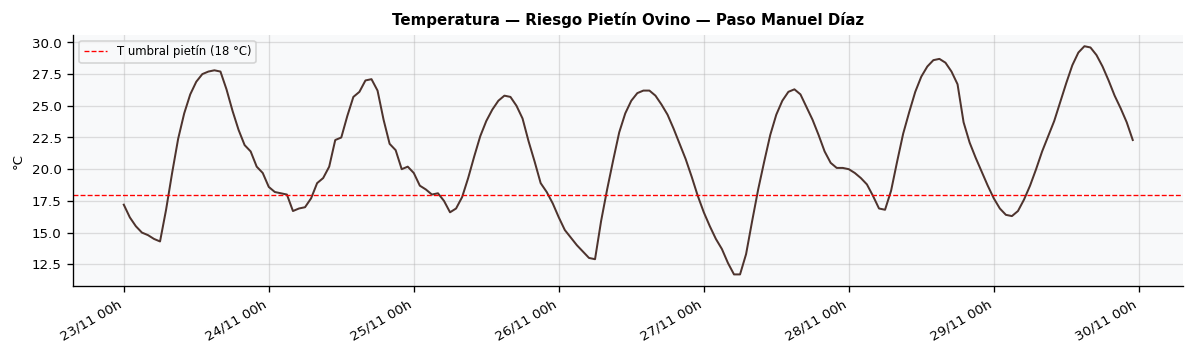 Temperatura — Riesgo Pietín Ovino — Paso Manuel Díaz
T umbral pietín (18 °C)
°C
30.0
27.5
25.0
22.5
20.0
17.5
15.0
12.5
23/11 00h
24/11 00h
25/11 00h
26/11 00h
27/11 00h
28/11 00h
29/11 00h
30/11 00h